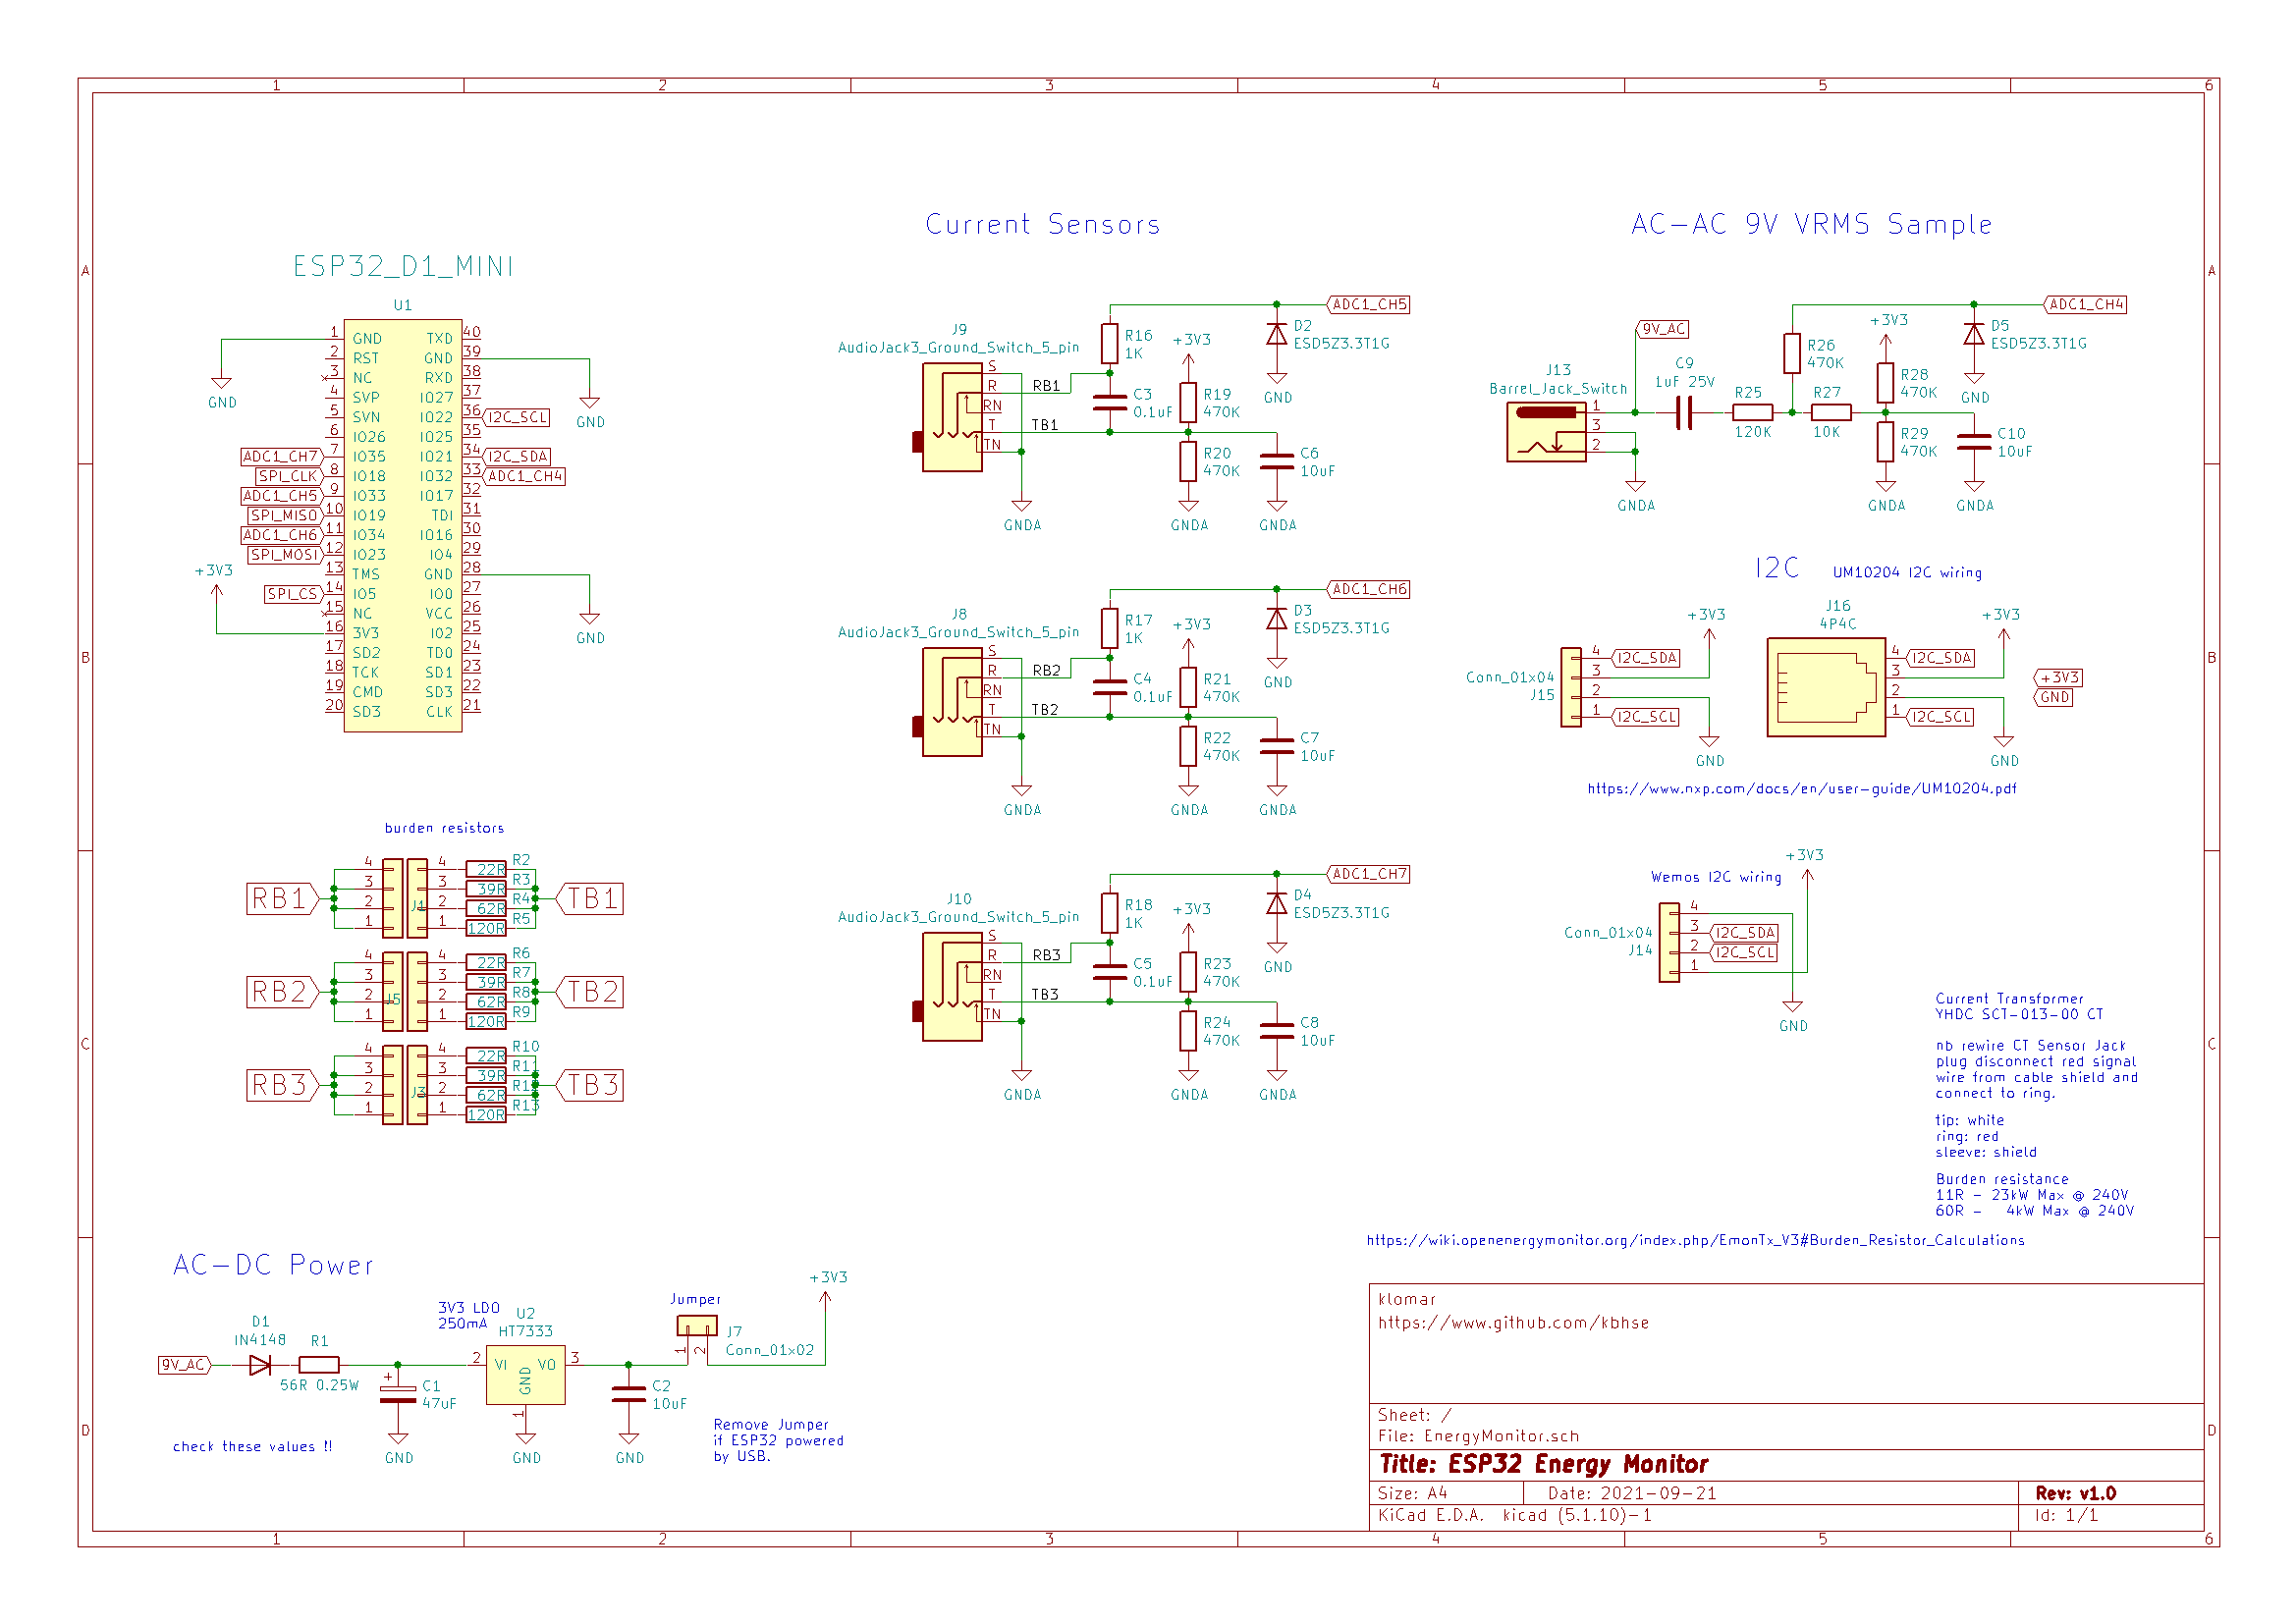 1 2 3 4 5 6
A
B
C
D
A
B
C
D
1 2 3 4 5 6
ESP32_D1_MINI
U1
1 GND
2 RST
3 NC
4 SVP
5 SVN
6 IO26
ADC1_CH7 7 IO35
SPI_CLK 8 IO18
ADC1_CH5 9 IO33
SPI_MISO 10 IO19
ADC1_CH6 11 IO34
SPI_MOSI 12 IO23
13 TMS
SPI_CS 14 IO5
15 NC
16 3V3
17 SD2
18 TCK
19 CMD
20 SD3
TXD 40
GND 39
RXD 38
IO27 37
IO22 36 I2C_SCL
IO25 35
IO21 34 I2C_SDA
IO32 33 ADC1_CH4
IO17 32
TDI 31
IO16 30
IO4 29
GND 28
IO0 27
VCC 26
IO2 25
TD0 24
SD1 23
SD3 22
CLK 21
GND
+3V3
GND
GND
burden resistors
RB1
4 4 22R R2
3 3 39R R3
2 J1 2 62R R4
1 1 120R R5
TB1
RB2
4 4 22R R6
3 3 39R R7
2 J5 2 62R R8
1 1 120R R9
TB2
RB3
4 4 22R R10
3 3 39R R11
2 J3 2 62R R12
1 1 120R R13
TB3
AC-DC Power
9V_AC
D1
IN4148
R1
56R 0.25W
C1
47uF
+
GND
check these values !!
3V3 LDO
250mA
U2
HT7333
2 VI VO 3
GND
1
GND
C2
10uF
GND
Jumper
J7
Conn_01x02
1 2
+3V3
Remove Jumper
if ESP32 powered
by USB.
Current Sensors
J9
AudioJack3_Ground_Switch_5_pin
S
R
RN
T
TN
RB1
TB1
GNDA
R16
1K
C3
0.1uF
+3V3
R19
470K
R20
470K
GNDA
D2
ESD5Z3.3T1G
GND
C6
10uF
GNDA
ADC1_CH5
J8
AudioJack3_Ground_Switch_5_pin
S
R
RN
T
TN
RB2
TB2
GNDA
R17
1K
C4
0.1uF
+3V3
R21
470K
R22
470K
GNDA
D3
ESD5Z3.3T1G
GND
C7
10uF
GNDA
ADC1_CH6
J10
AudioJack3_Ground_Switch_5_pin
S
R
RN
T
TN
RB3
TB3
GNDA
R18
1K
C5
0.1uF
+3V3
R23
470K
R24
470K
GNDA
D4
ESD5Z3.3T1G
GND
C8
10uF
GNDA
ADC1_CH7
AC-AC 9V VRMS Sample
J13
Barrel_Jack_Switch
1
3
2
9V_AC
GNDA
C9
1uF 25V
R25
120K
R26
470K
R27
10K
+3V3
R28
470K
R29
470K
GNDA
D5
ESD5Z3.3T1G
GND
C10
10uF
GNDA
ADC1_CH4
I2C
UM10204 I2C wiring
Conn_01x04
J15
4 I2C_SDA
3
2
1 I2C_SCL
+3V3
GND
J16
4P4C
4 I2C_SDA
3
2
1 I2C_SCL
+3V3
GND
+3V3
GND
https://www.nxp.com/docs/en/user-guide/UM10204.pdf
Wemos I2C wiring
+3V3
Conn_01x04
J14
4
3 I2C_SDA
2 I2C_SCL
1
GND
Current Transformer
YHDC SCT-013-00 CT
nb rewire CT Sensor Jack
plug disconnect red signal
wire from cable shield and
connect to ring.
tip: white
ring: red
sleeve: shield
Burden resistance
11R - 23kW Max @ 240V
60R - 4kW Max @ 240V
https://wiki.openenergymonitor.org/index.php/EmonTx_V3#Burden_Resistor_Calculations
klomar
https://www.github.com/kbhse
Sheet: /
File: EnergyMonitor.sch
Title: ESP32 Energy Monitor
Size: A4 Date: 2021-09-21 Rev: v1.0
KiCad E.D.A. kicad (5.1.10)-1 Id: 1/1